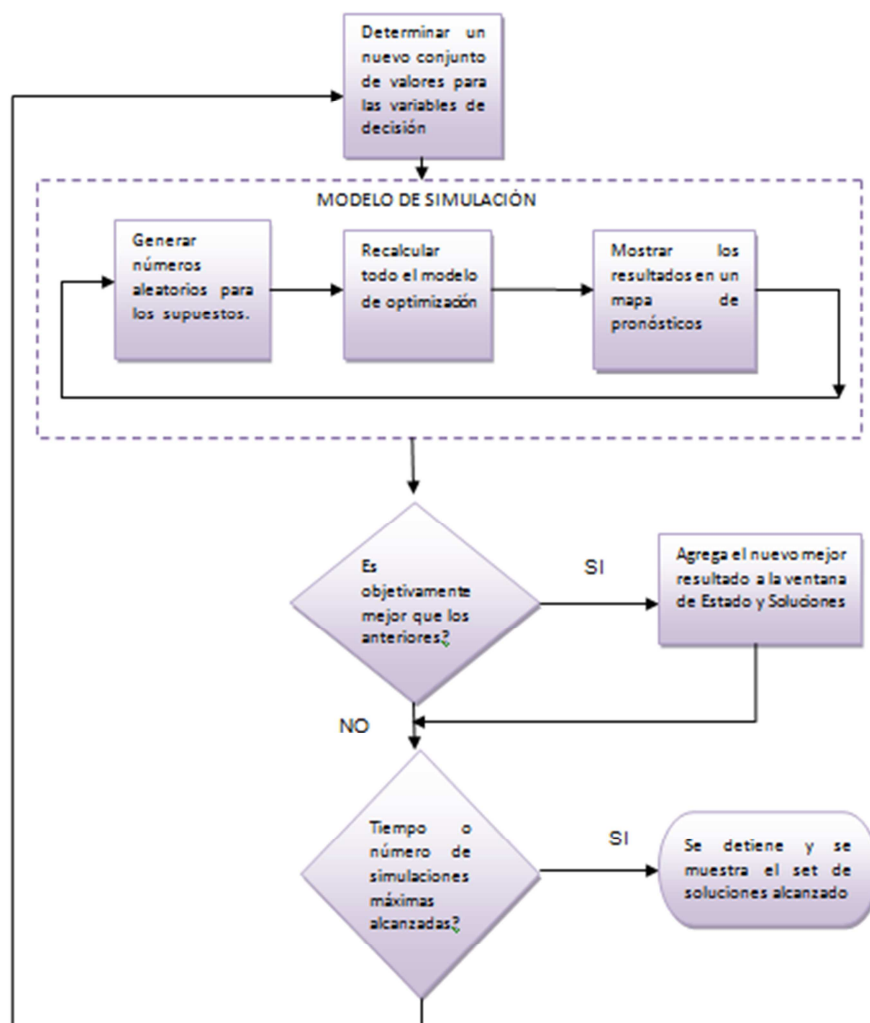 Determinar un
nuevo conjunto
de valores para
las variables de
decisión
MODELO DE SIMULACIÓN
Generar
números
aleatorios para
los supuestos.
Recalcular
todo el modelo
de optimización
Mostrar los
resultados en un
mapa de
pronósticos
Es
objetivamente
mejor que los
anteriores?
SI
Agrega el nuevo mejor
resultado a la ventana
de Estado y Soluciones
NO
Tiempo o
número de
simulaciones
máximas
alcanzadas?
SI
Se detiene y se
muestra el set de
soluciones alcanzado